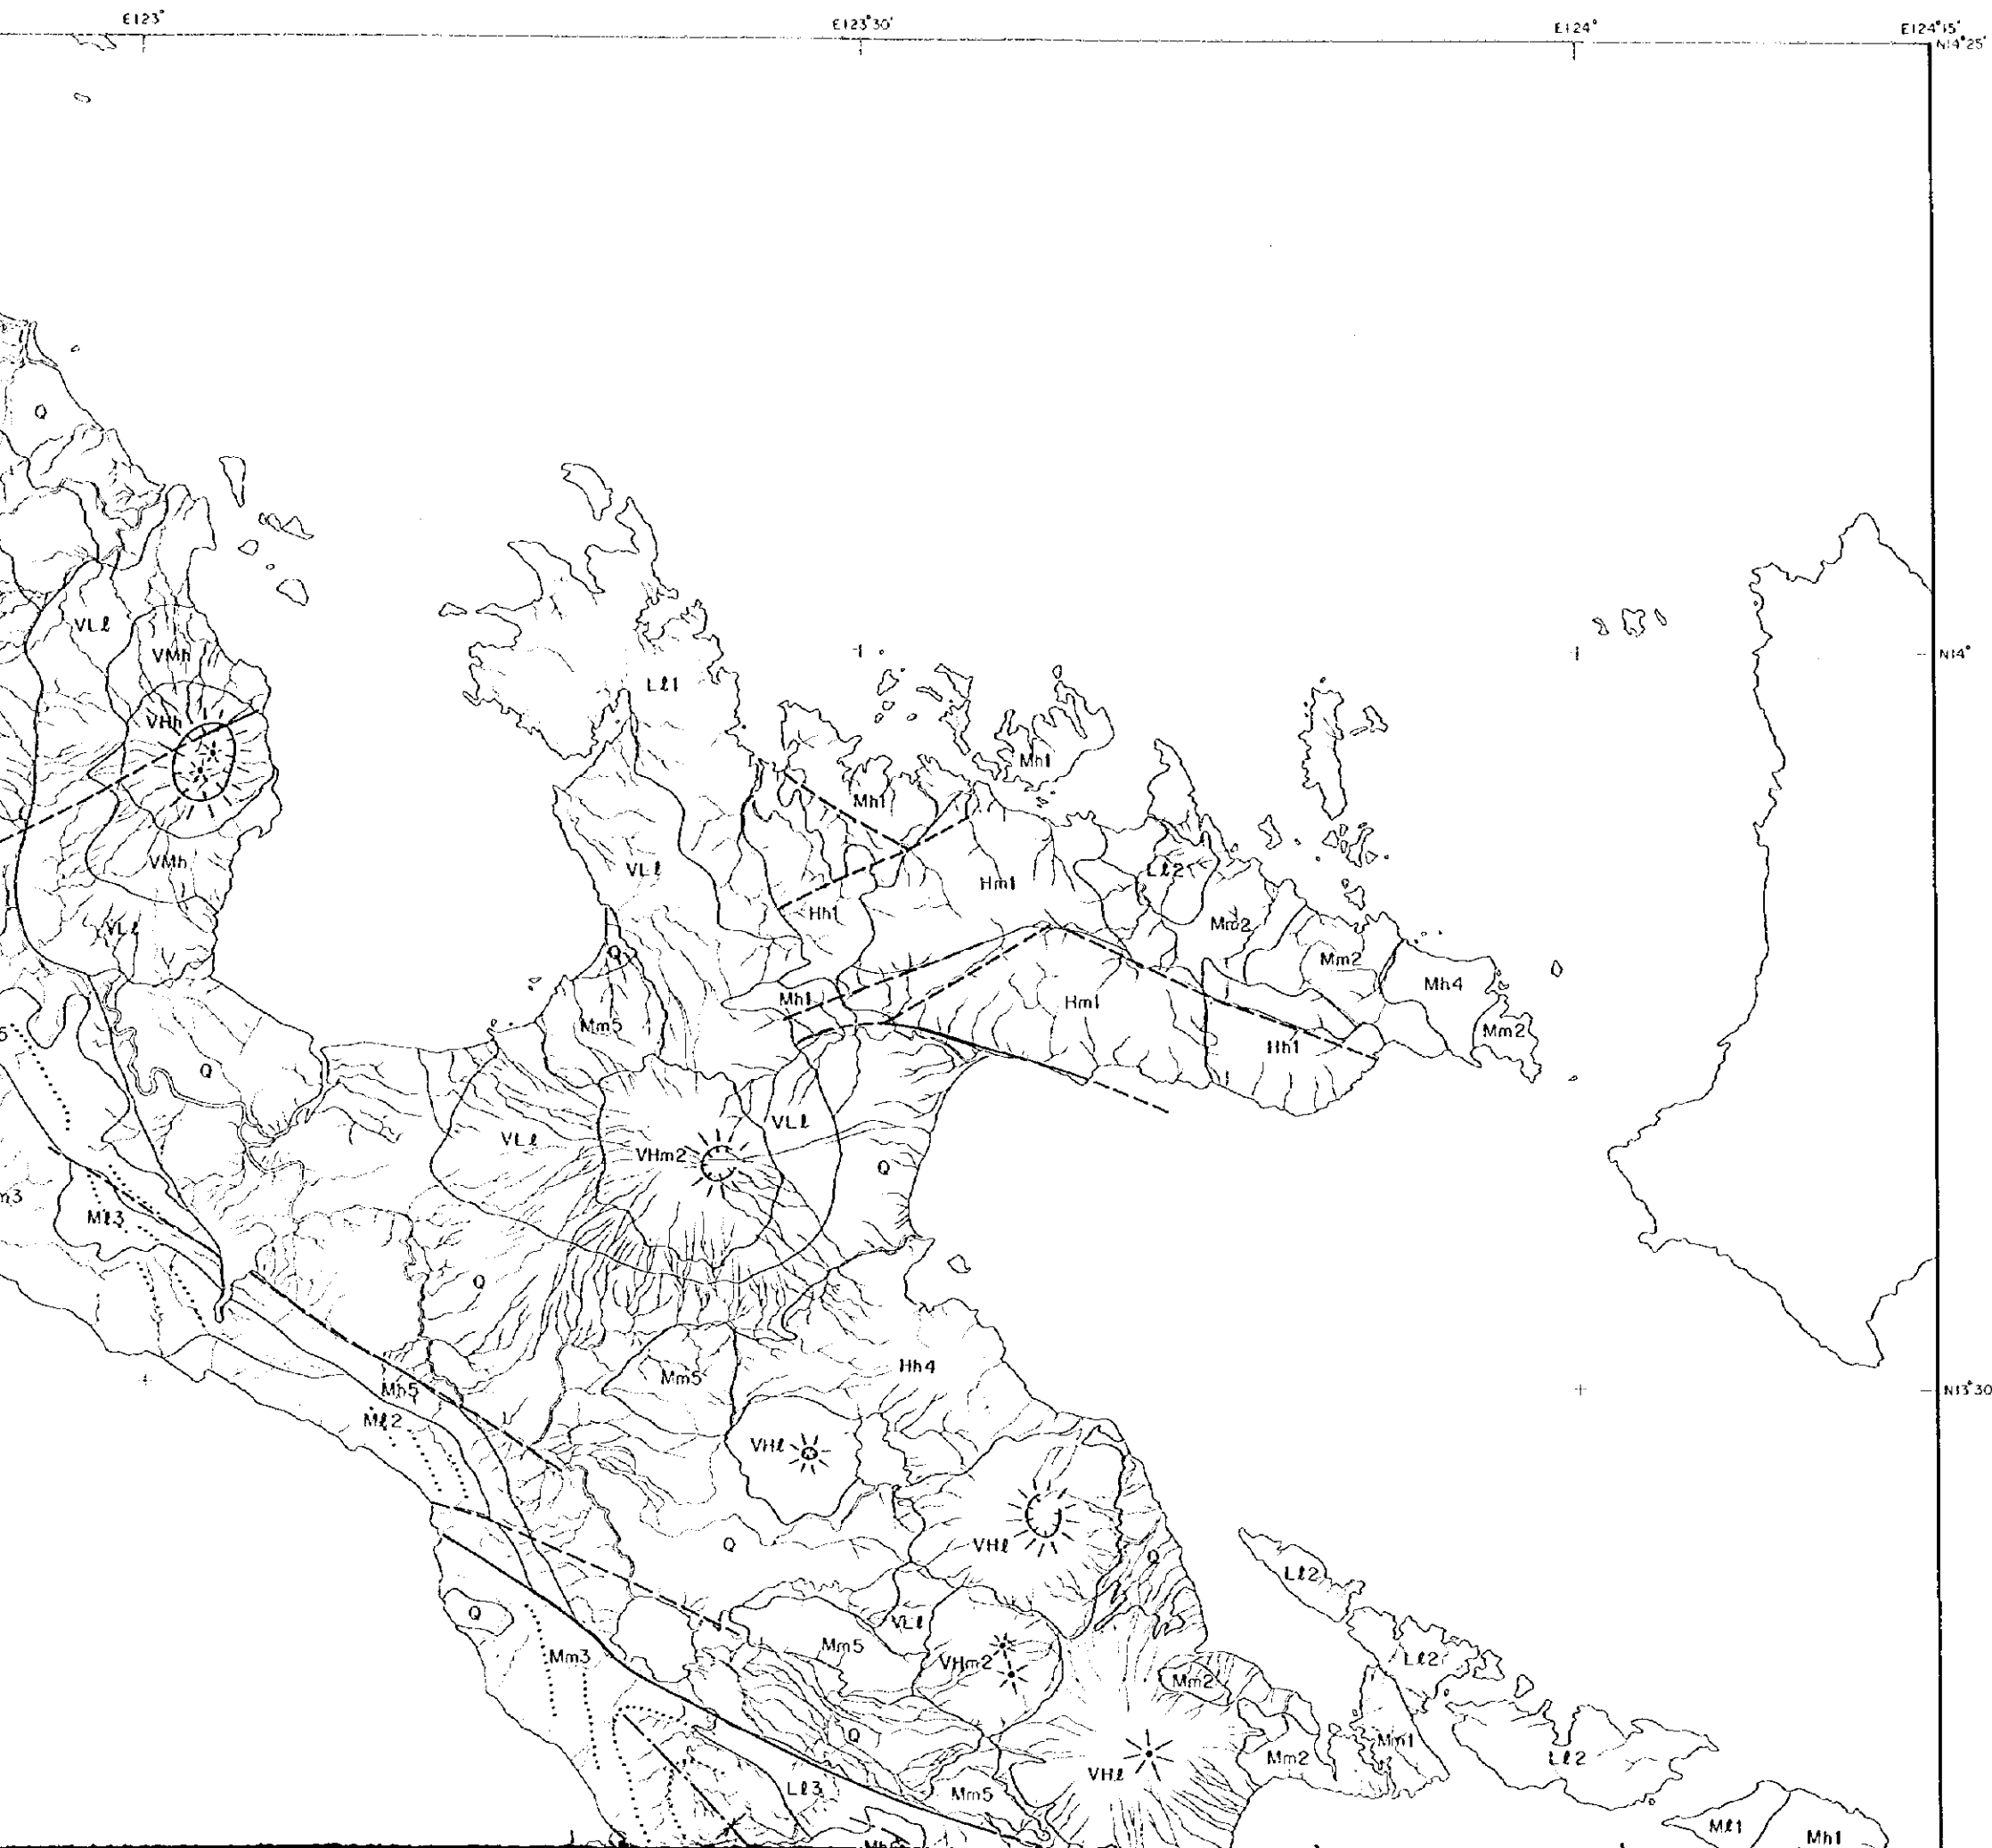 E123°
E123°30'
E124°
E124°15'
N14°25'
Q
VLℓ
VMh
N14°
Lℓ1
VHh
Mh1
Mh1
VMh
VLℓ
Lℓ2
Hm1
Hh1
Mm2
VLℓ
Q
Mm2
Mh4
Mh1
Hm1
Mm5
Mm2
Hh1
Q
VLℓ
VLℓ
VHm2
Q
Mℓ3
Q
Hh4
Mm5
Mh5
N13°30
Mℓ2
VHℓ
Q
VHℓ
Q
Lℓ2
Q
VLℓ
Mm5
Mm3
VHm2
Lℓ2
Mm2
Q
Mm1
Mm2
Lℓ2
VHℓ
Lℓ3
Mm5
Mℓ1
Mh1